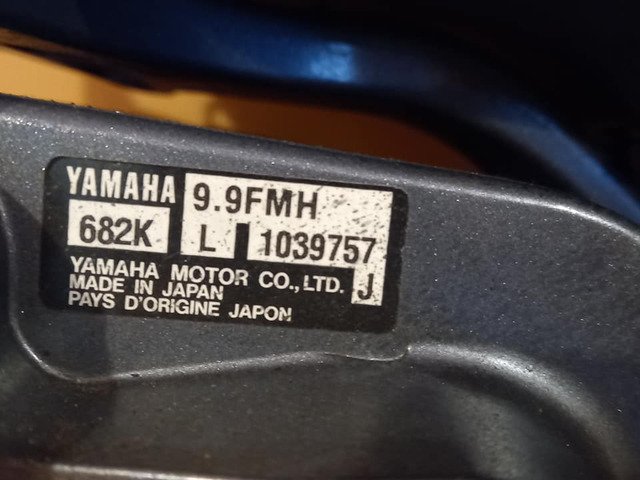 YAMAHA 9.9FMH
682K L 1039757
YAMAHA MOTOR CO.,LTD. J
MADE IN JAPAN
PAYS D'ORIGINE JAPON